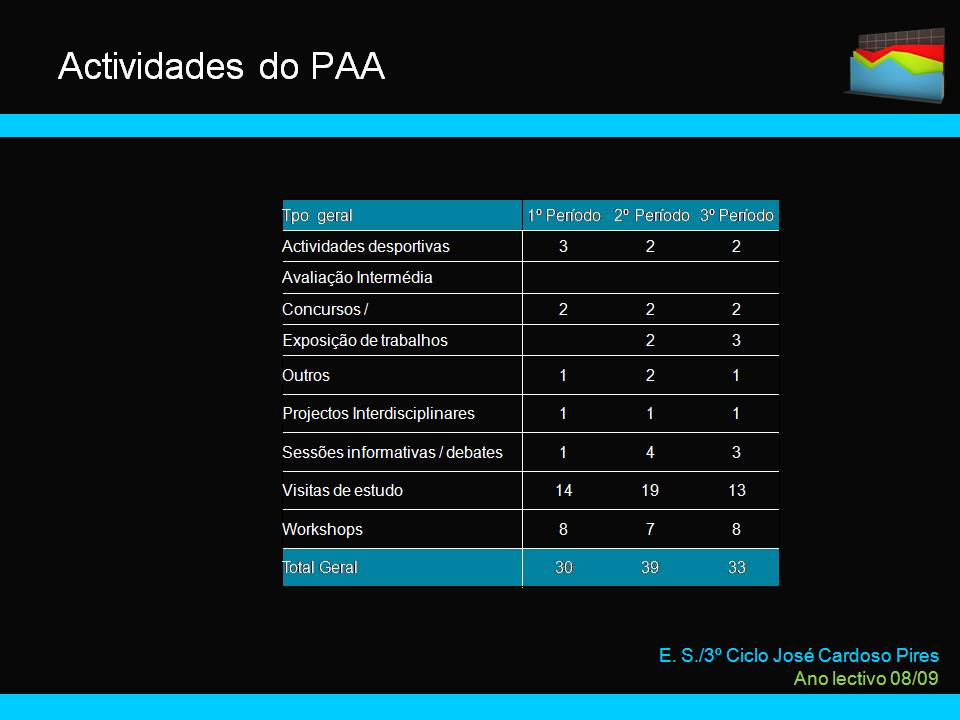 Actividades do PAA
Tpo geral 1º Período 2º Período 3º Período
Actividades desportivas 3 2 2
Avaliação Intermédia
Concursos / 2 2 2
Exposição de trabalhos 2 3
Outros 1 2 1
Projectos Interdisciplinares 1 1 1
Sessões informativas / debates 1 4 3
Visitas de estudo 14 19 13
Workshops 8 7 8
Total Geral 30 39 33
E. S./3º Ciclo José Cardoso Pires
Ano lectivo 08/09